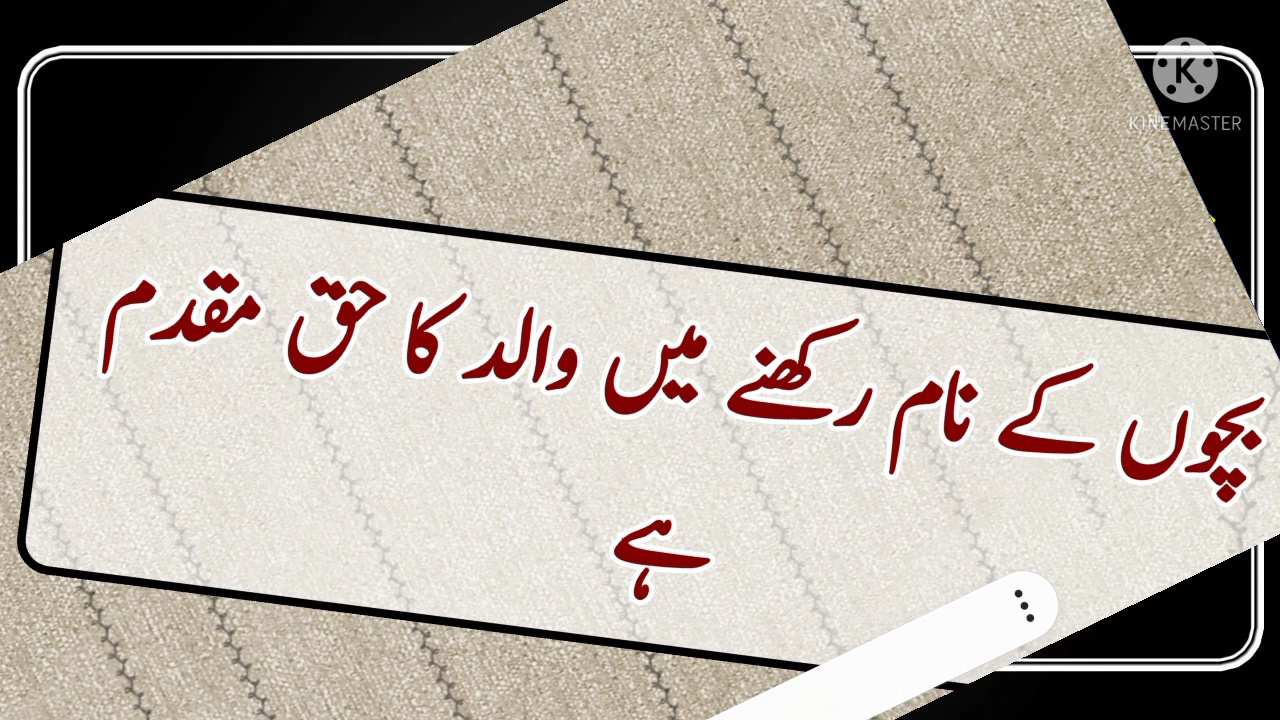 KINEMASTER
بچوں کے نام رکھنے میں والد کا حق مقدم
ہے